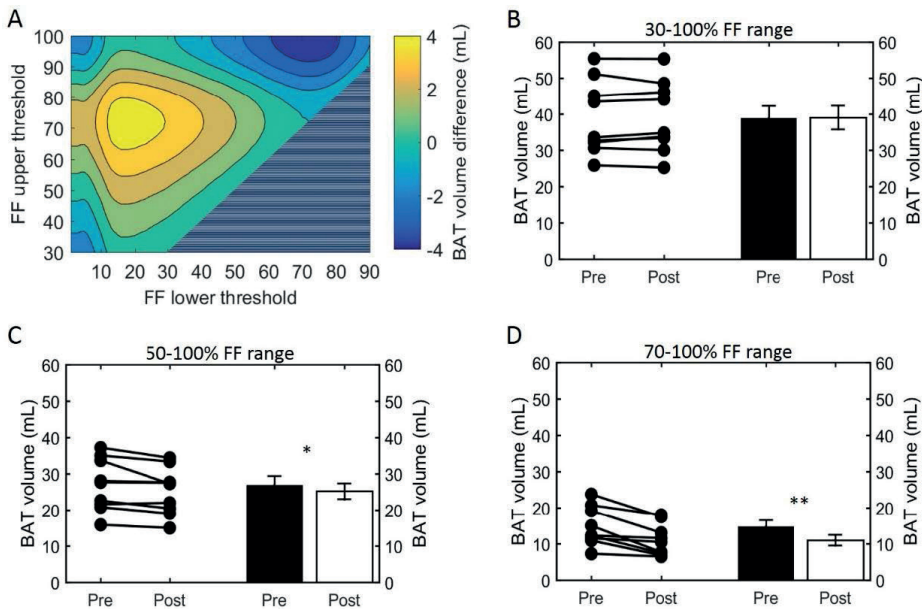 A
FF upper threshold
100
90
80
70
60
50
40
30
10 20 30 40 50 60 70 80 90
FF lower threshold
4
2
0
-2
-4
BAT volume difference (mL)
B
30-100% FF range
BAT volume (mL)
60
50
40
30
20
10
0
Pre Post Pre Post
60
50
40
30
20
10
0
BAT volume (mL)
C
50-100% FF range
BAT volume (mL)
60
50
40
30
20
10
0
*
Pre Post Pre Post
60
50
40
30
20
10
0
BAT volume (mL)
D
70-100% FF range
BAT volume (mL)
60
50
40
30
20
10
0
**
Pre Post Pre Post
60
50
40
30
20
10
0
BAT volume (mL)